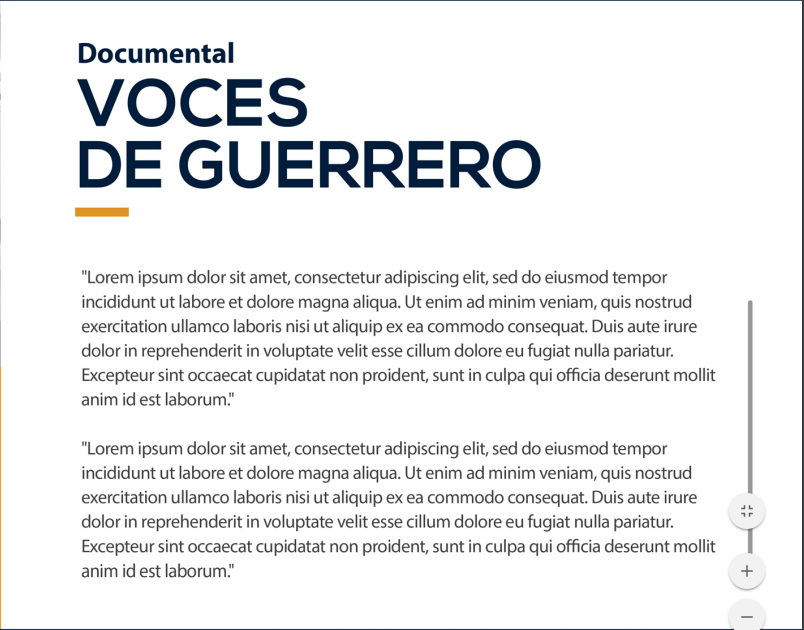 Documental
VOCES
DE GUERRERO
"Lorem ipsum dolor sit amet, consectetur adipiscing elit, sed do eiusmod tempor
incididunt ut labore et dolore magna aliqua. Ut enim ad minim veniam, quis nostrud
exercitation ullamco laboris nisi ut aliquip ex ea commodo consequat. Duis aute irure
dolor in reprehenderit in voluptate velit esse cillum dolore eu fugiat nulla pariatur.
Excepteur sint occaecat cupidatat non proident, sunt in culpa qui officia deserunt mollit
anim id est laborum."
"Lorem ipsum dolor sit amet, consectetur adipiscing elit, sed do eiusmod tempor
incididunt ut labore et dolore magna aliqua. Ut enim ad minim veniam, quis nostrud
exercitation ullamco laboris nisi ut aliquip ex ea commodo consequat. Duis aute irure
dolor in reprehenderit in voluptate velit esse cillum dolore eu fugiat nulla pariatur.
Excepteur sint occaecat cupidatat non proident, sunt in culpa qui officia deserunt mollit
anim id est laborum."